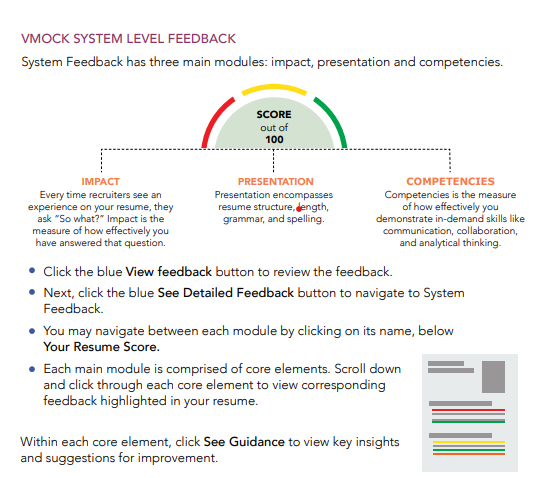 VMOCK SYSTEM LEVEL FEEDBACK
System Feedback has three main modules: impact, presentation and competencies.
SCORE
out of
100
IMPACT
Every time recruiters see an
experience on your resume, they
ask “So what?” Impact is the
measure of how effectively you
have answered that question.
PRESENTATION
Presentation encompasses
resume structure, length,
grammar, and spelling.
COMPETENCIES
Competencies is the measure
of how effectively you
demonstrate in-demand skills like
communication, collaboration,
and analytical thinking.
• Click the blue View feedback button to review the feedback.
• Next, click the blue See Detailed Feedback button to navigate to System
Feedback.
• You may navigate between each module by clicking on its name, below
Your Resume Score.
• Each main module is comprised of core elements. Scroll down
and click through each core element to view corresponding
feedback highlighted in your resume.
Within each core element, click See Guidance to view key insights
and suggestions for improvement.